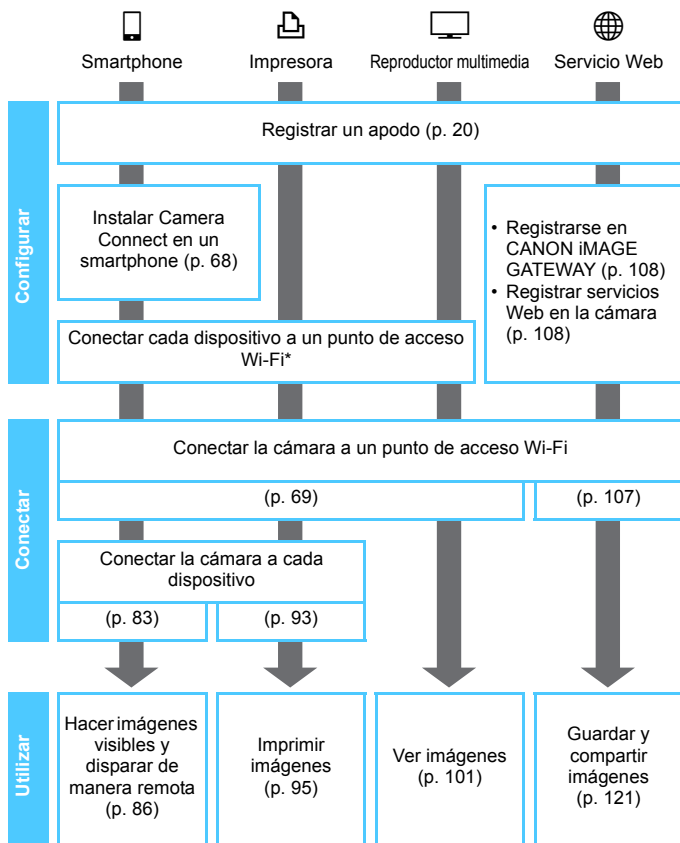 Smartphone
Impresora
Reproductor multimedia
Servicio Web
Configurar
Registrar un apodo (p. 20)
Instalar Camera
Connect en un
smartphone (p. 68)
• Registrarse en
CANON iMAGE
GATEWAY (p. 108)
• Registrar servicios
Web en la cámara
(p. 108)
Conectar cada dispositivo a un punto de acceso
Wi-Fi*
Conectar
Conectar la cámara a un punto de acceso Wi-Fi
(p. 69)
(p. 107)
Conectar la cámara a cada
dispositivo
(p. 83)
(p. 93)
Utilizar
Hacer imágenes
visibles y
disparar de
manera remota
(p. 86)
Imprimir
imágenes
(p. 95)
Ver imágenes
(p. 101)
Guardar y
compartir
imágenes
(p. 121)